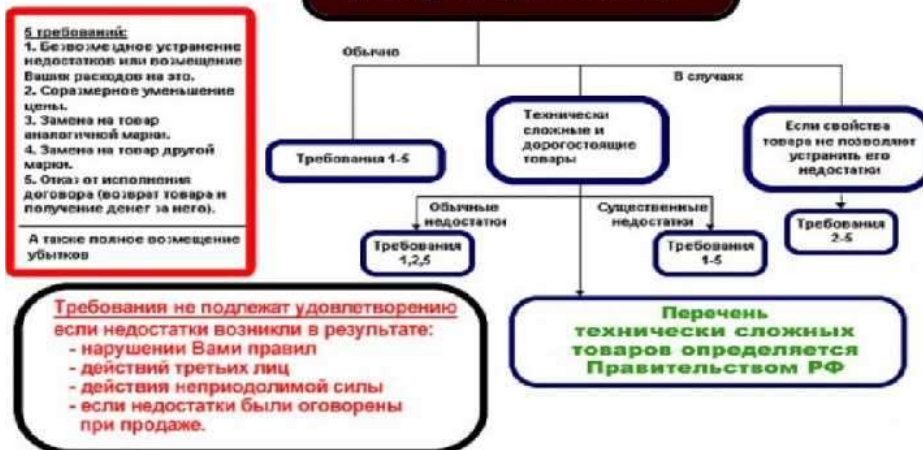 5 требований:
1. Безвозмездное устранение
недостатков или возмещение
Ваших расходов на это.
2. Соразмерное уменьшение
цены.
3. Замена на товар
аналогичной марки.
4. Замена на товар другой
марки.
5. Отказ от исполнения
договора (возврат товара и
получение денег за него).
А также полное возмещение
убытков
Обычно
В случаях
Требования 1-5
Технически
сложные и
дорогостоящие
товары
Если свойства
товара не позволяют
устранить его
недостатки
Обычные
недостатки
Существенные
недостатки
Требования
1,2,5
Требования
1-5
Требования
2-5
Требования не подлежат удовлетворению
если недостатки возникли в результате:
- нарушении Вами правил
- действий третьих лиц
- действия неприодолимой силы
- если недостатки были оговорены
при продаже.
Перечень
технически сложных
товаров определяется
Правительством РФ